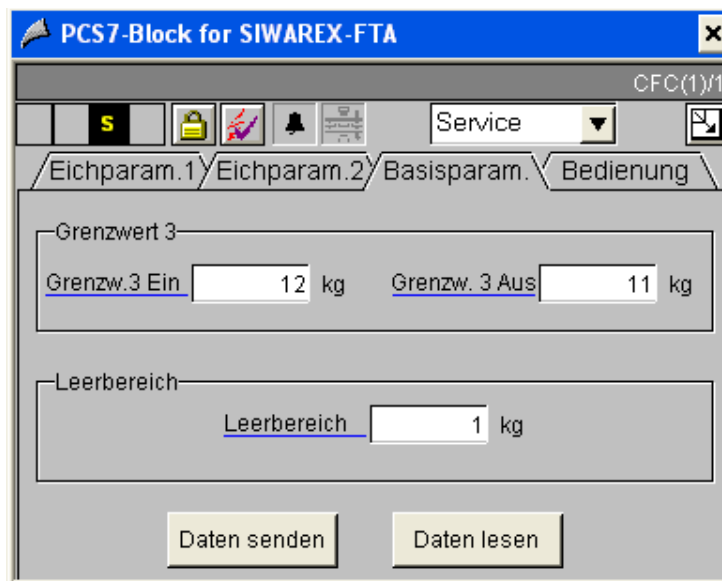 PCS7-Block for SIWAREX-FTA
CFC(1)/1
S
Service
Eichparam.1 Eichparam.2 Basisparam. Bedienung
Grenzwert 3
Grenzw.3 Ein 12 kg Grenzw. 3 Aus 11 kg
Leerbereich
Leerbereich 1 kg
Daten senden Daten lesen